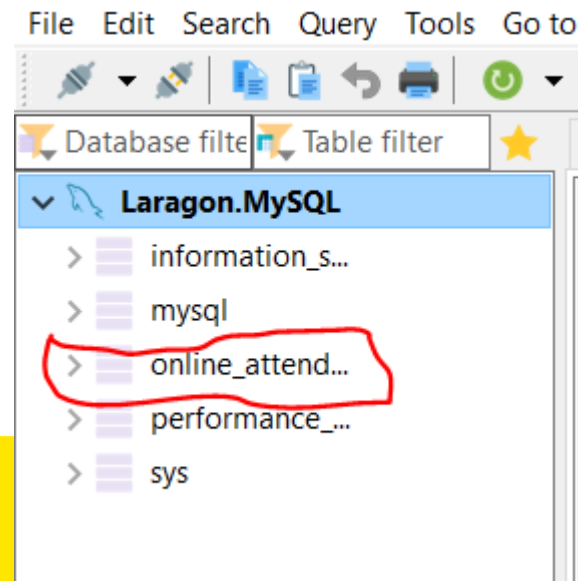 File Edit Search Query Tools Go to
Database filte Table filter
Laragon.MySQL
information_s...
mysql
online_attend...
performance_...
sys